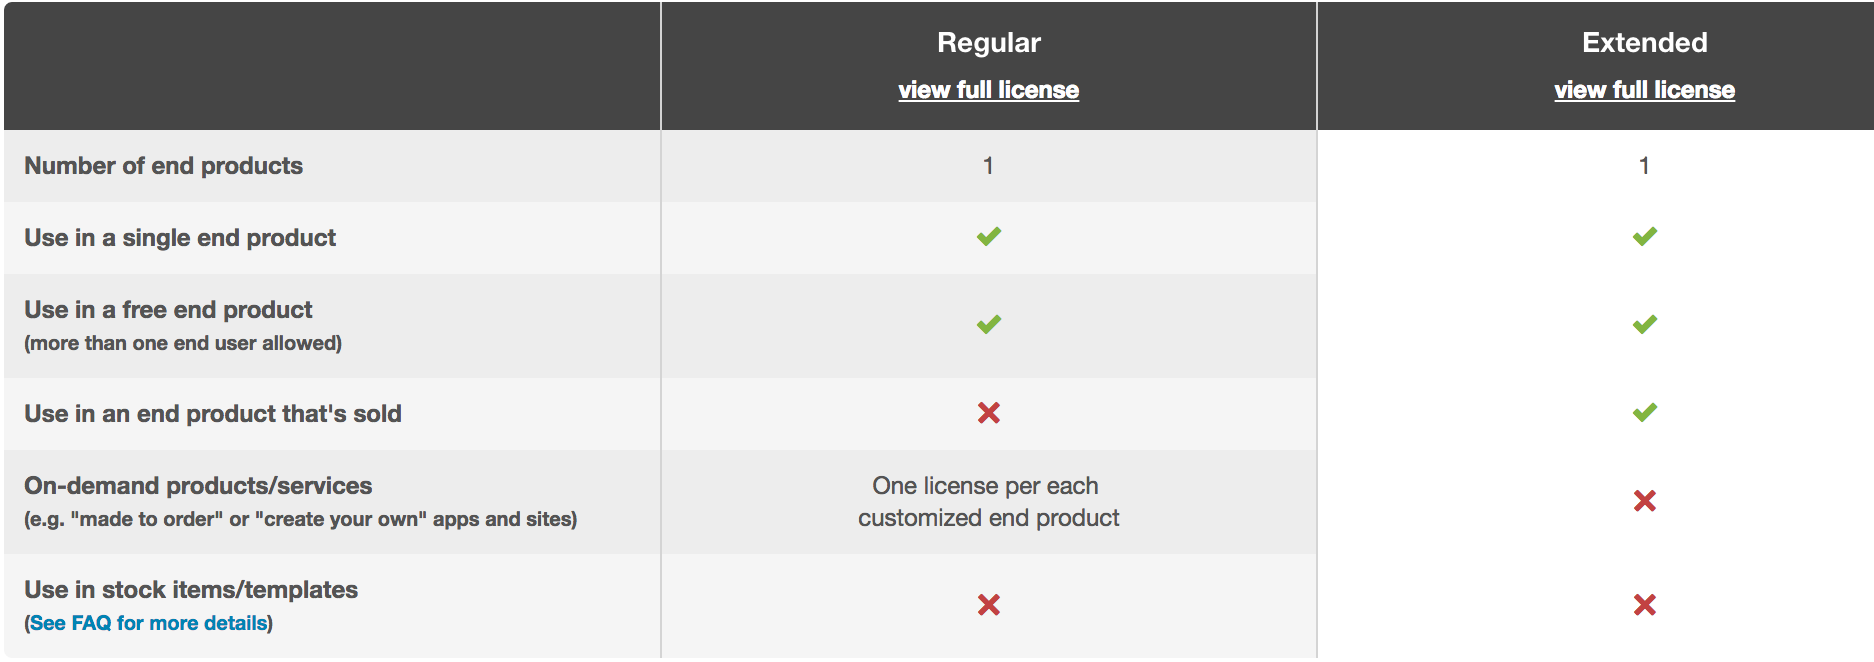 Regular
Extended
view full license
view full license
Number of end products
1
1
Use in a single end product
Use in a free end product
(more than one end user allowed)
Use in an end product that's sold
On-demand products/services
(e.g. "made to order" or "create your own" apps and sites)
One license per each
customized end product
Use in stock items/templates
(See FAQ for more details)